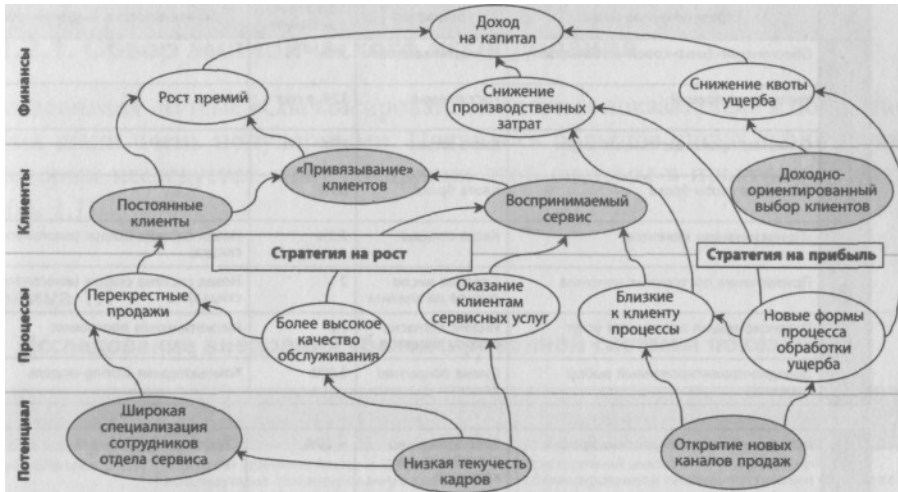 Финансы
Доход
на капитал
Рост премий
Снижение
производственных
затрат
Снижение квоты
ущерба
Клиенты
«Привязывание»
клиентов
Постоянные
клиенты
Воспринимаемый
сервис
Доходно-
ориентированный
выбор клиентов
Стратегия на рост
Стратегия на прибыль
Процессы
Перекрестные
продажи
Более высокое
качество
обслуживания
Оказание
клиентам
сервисных услуг
Близкие
к клиенту
процессы
Новые формы
процесса
обработки
ущерба
Потенциал
Широкая
специализация
сотрудников
отдела сервиса
Низкая текучесть
кадров
Открытие новых
каналов продаж